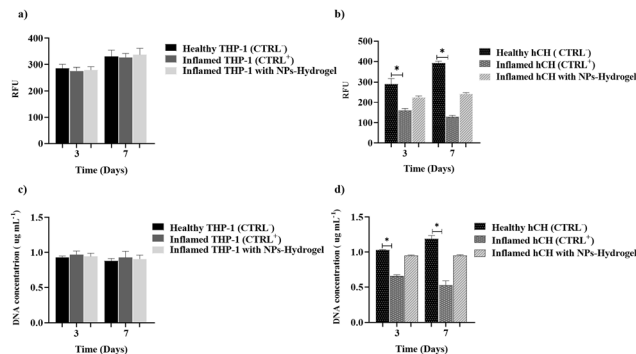 a)
Healthy THP-1 (CTRL⁻)
Inflamed THP-1 (CTRL⁺)
Inflamed THP-1 with NPs-Hydrogel
400
300
200
100
0
RFU
3
7
Time (Days)
b)
Healthy hCH (CTRL⁻)
Inflamed hCH (CTRL⁺)
Inflamed hCH with NPs-Hydrogel
*
*
500
400
300
200
100
0
RFU
3
7
Time (Days)
c)
Healthy THP-1 (CTRL⁻)
Inflamed THP-1 (CTRL⁺)
Inflamed THP-1 with NPs-Hydrogel
1.5
1.0
0.5
0.0
DNA concentration ( ug mL⁻¹)
3
7
Time (Days)
d)
Healthy hCH (CTRL⁻)
Inflamed hCH (CTRL⁺)
Inflamed hCH with NPs-Hydrogel
*
*
1.5
1.0
0.5
0.0
DNA concentration ( ug mL⁻¹)
3
7
Time (Days)